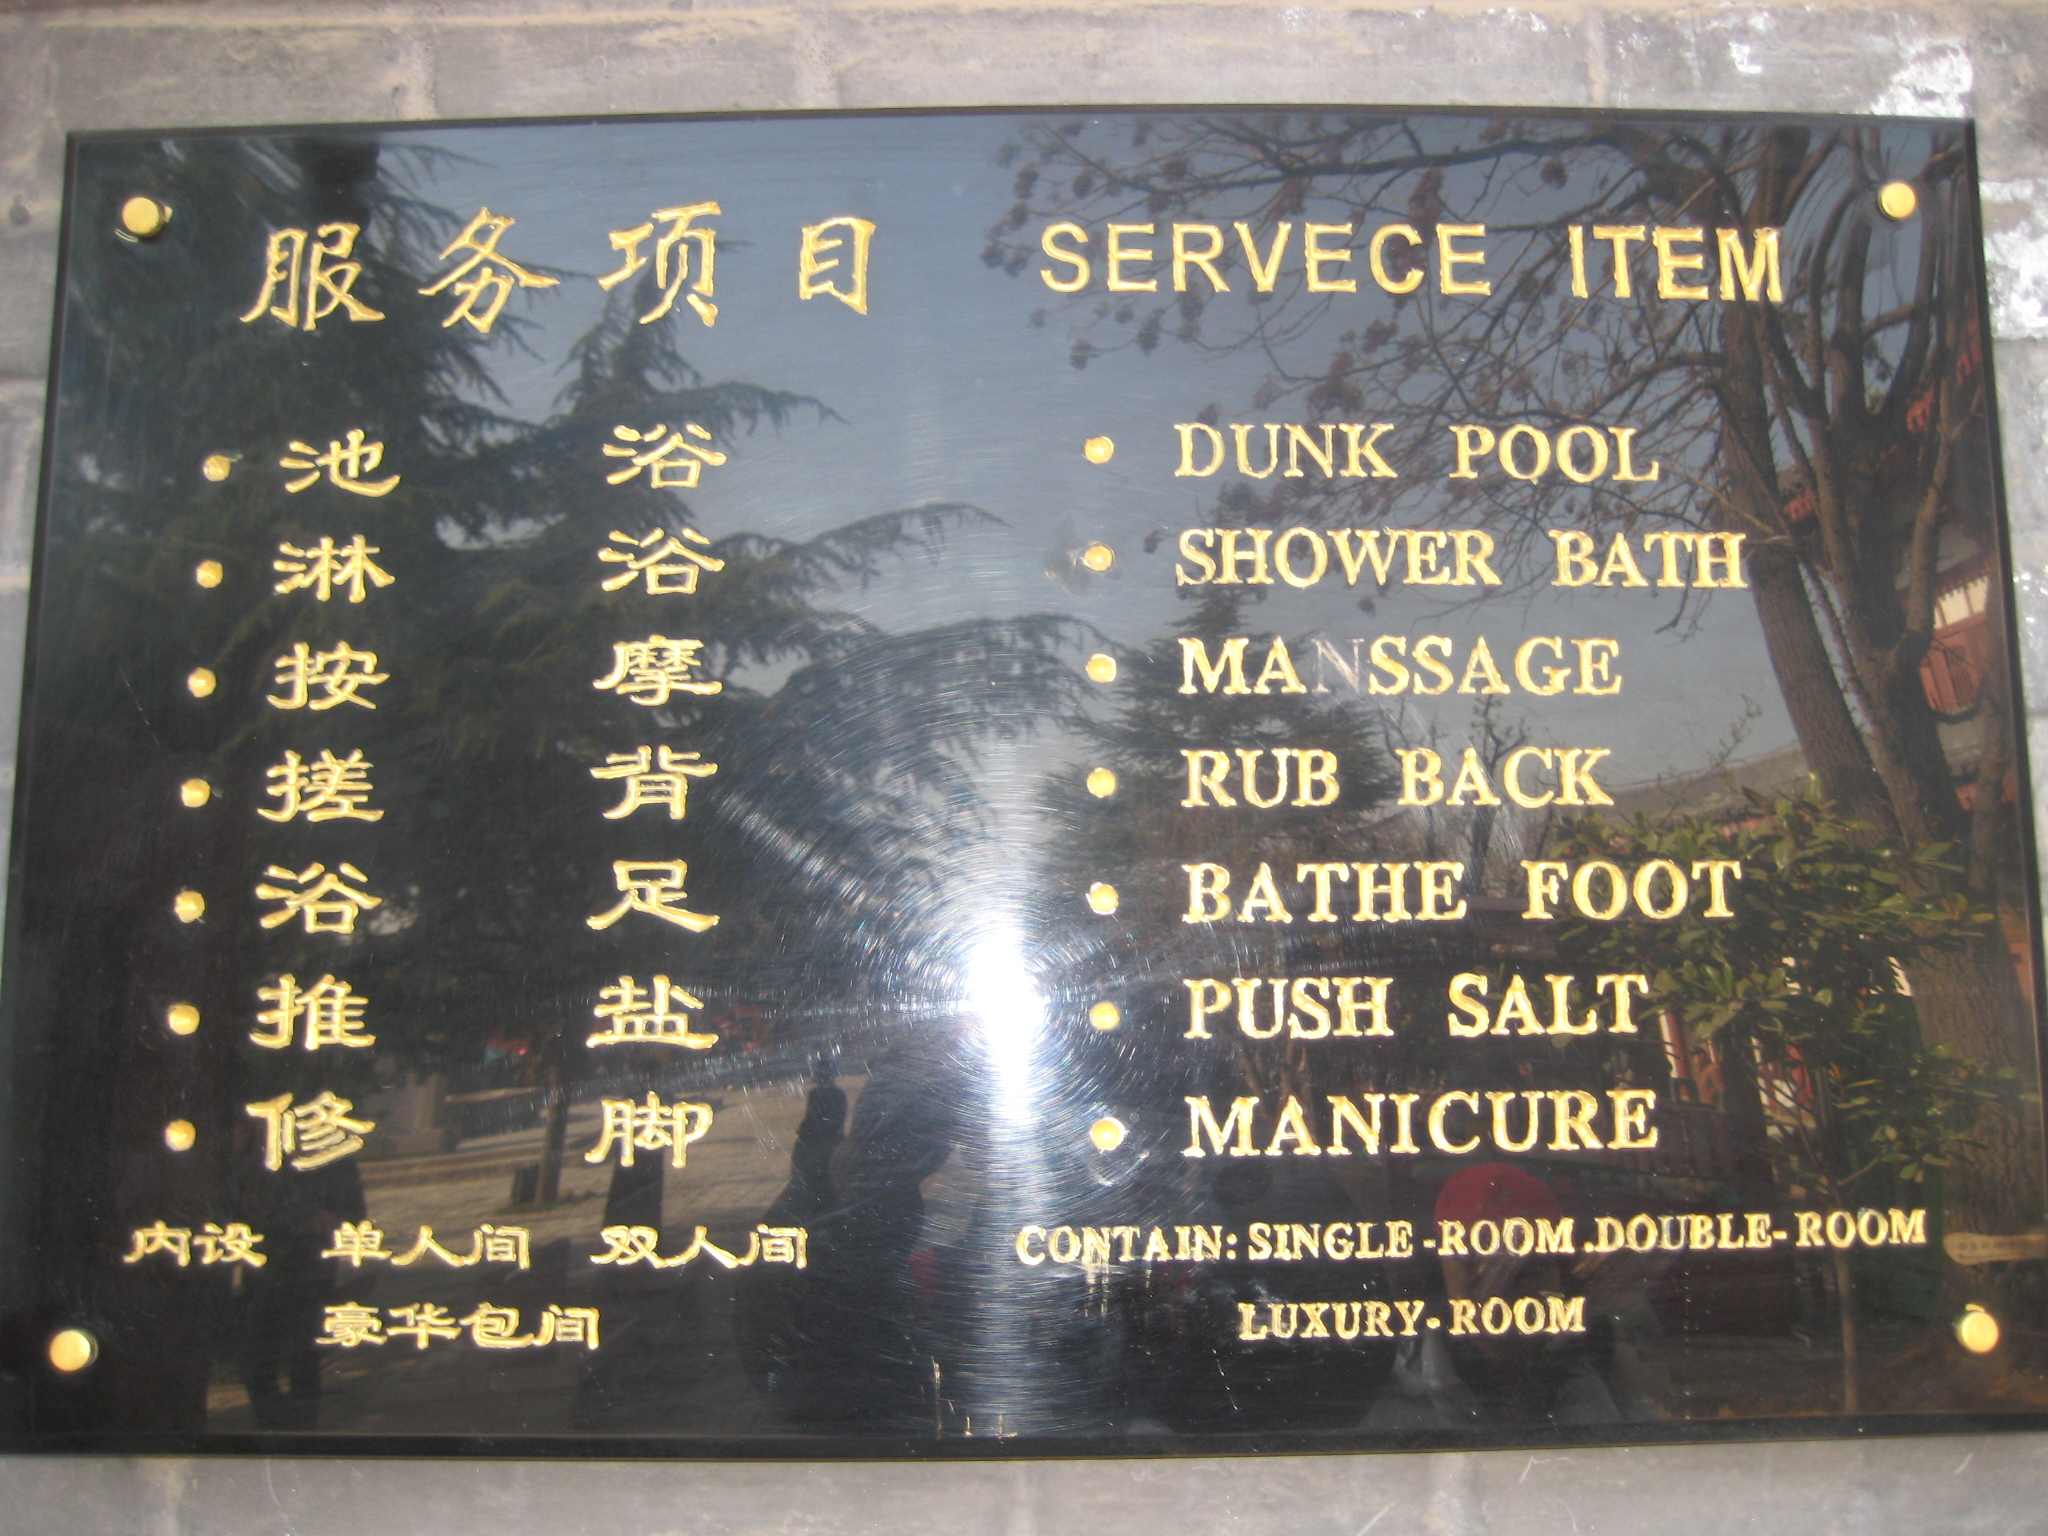 服务项目 SERVECE ITEM
• 池浴 • DUNK POOL
• 淋浴 • SHOWER BATH
• 按摩 • MANSSAGE
• 搓背 • RUB BACK
• 浴足 • BATHE FOOT
• 推盐 • PUSH SALT
• 修脚 • MANICURE
内设 单人间 双人间 CONTAIN: SINGLE-ROOM.DOUBLE-ROOM
豪华包间 LUXURY-ROOM